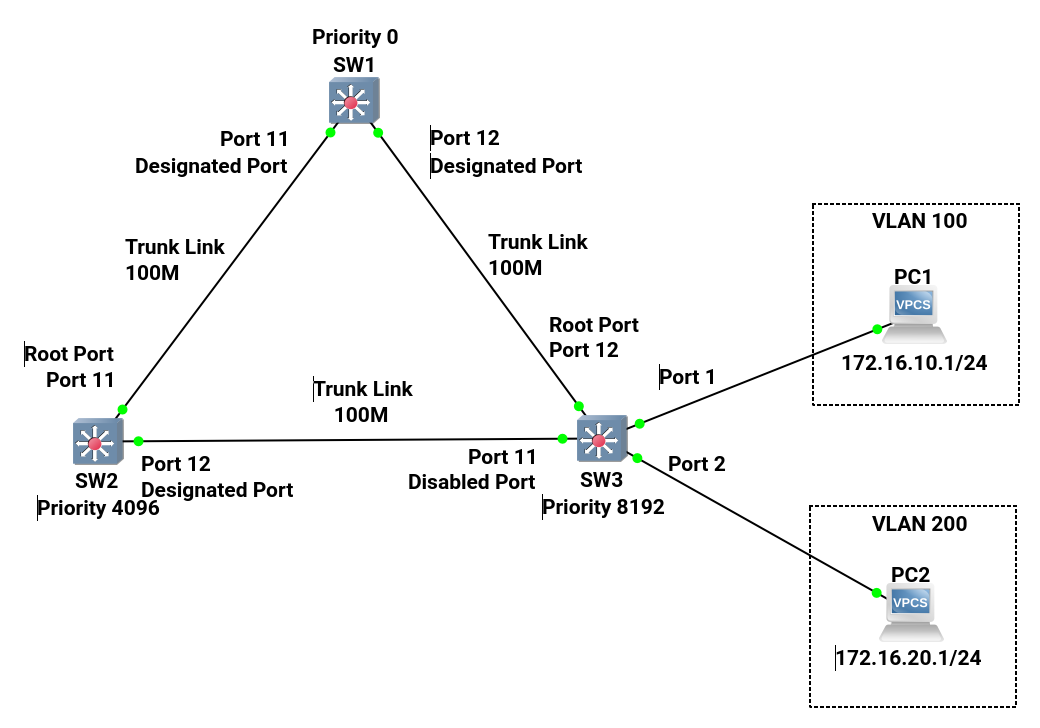 Priority 0
SW1
Port 11
Designated Port
Port 12
Designated Port
Trunk Link
100M
Trunk Link
100M
VLAN 100
PC1
VPCS
172.16.10.1/24
Root Port
Port 12
Root Port
Port 11
Port 1
Trunk Link
100M
Port 12
Designated Port
SW2
Priority 4096
Port 11
Disabled Port
SW3
Priority 8192
Port 2
VLAN 200
PC2
VPCS
172.16.20.1/24